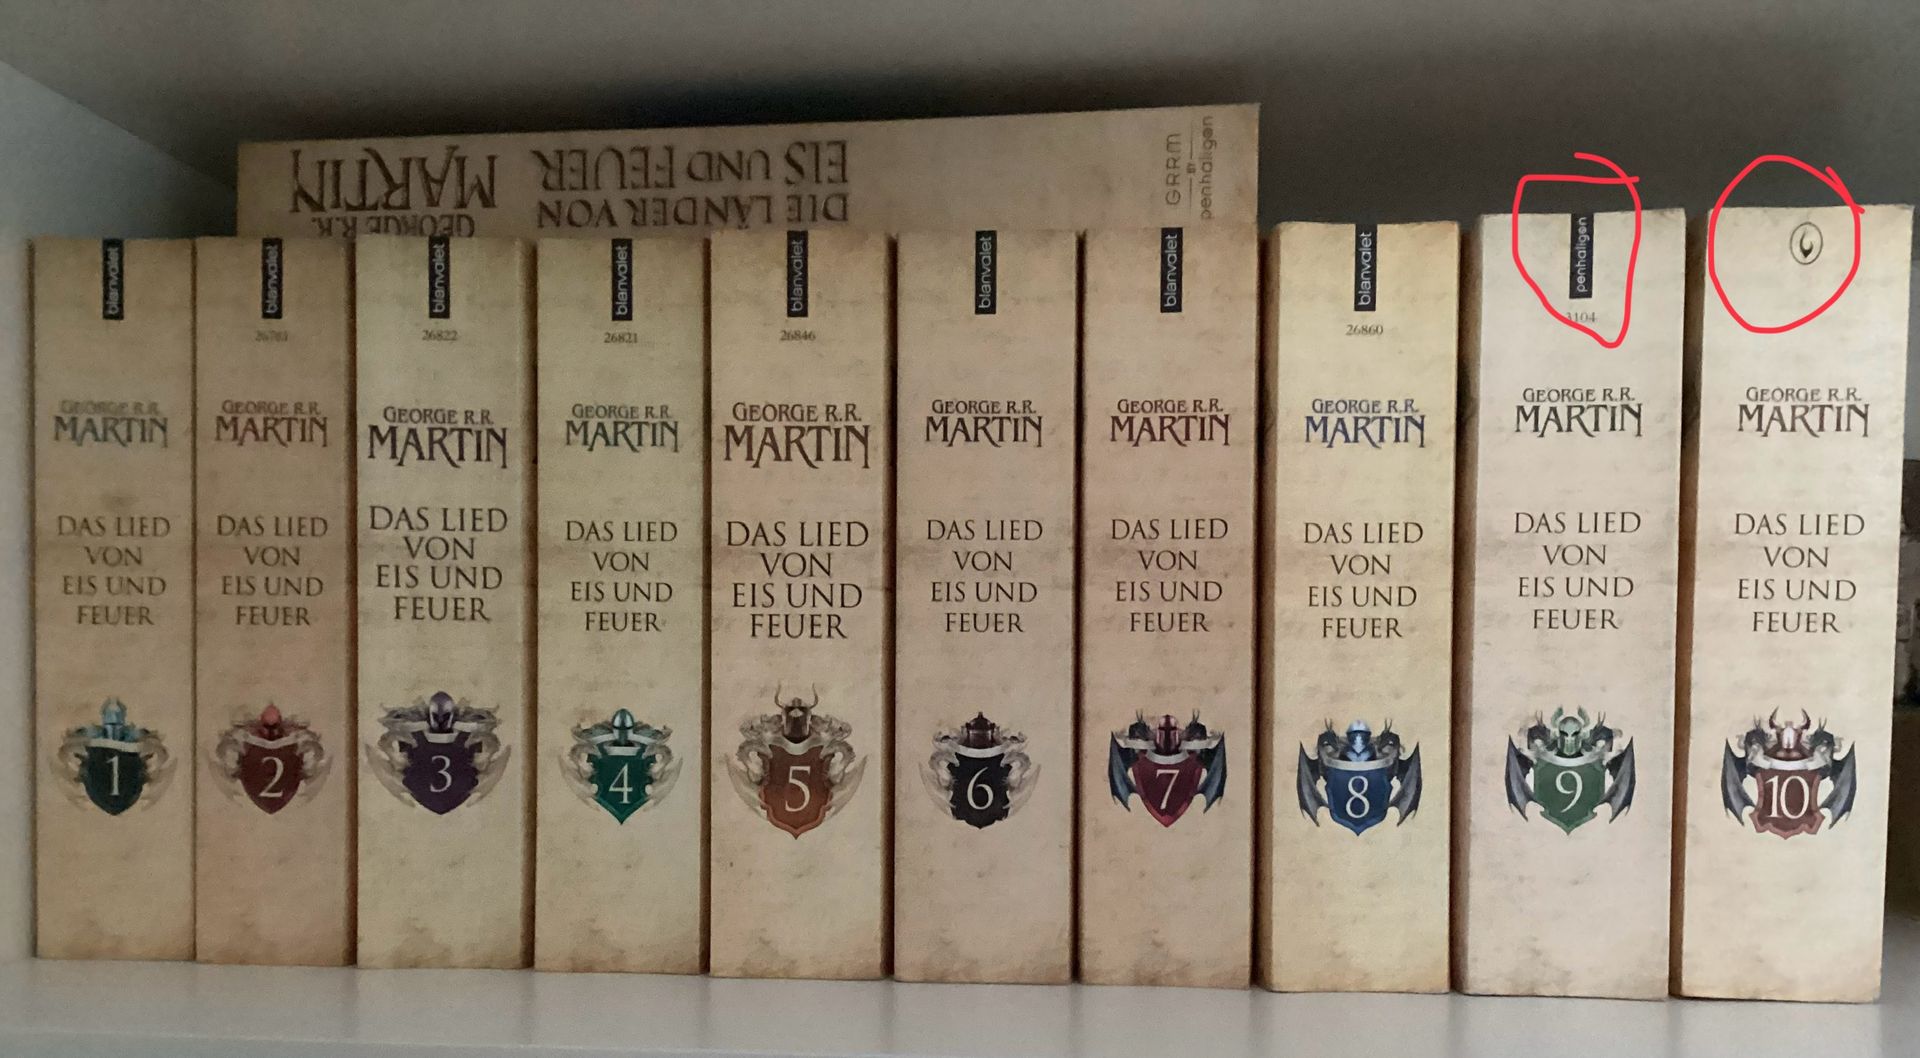 GEORGE R.R.
MARTIN
DIE LÄNDER VON
EIS UND FEUER
GRRM
BY
penhaligon
blanvalet
GEORGE R.R.
MARTIN
DAS LIED
VON
EIS UND
FEUER
1
blanvalet
GEORGE R.R.
MARTIN
DAS LIED
VON
EIS UND
FEUER
2
blanvalet
26822
GEORGE R.R.
MARTIN
DAS LIED
VON
EIS UND
FEUER
3
blanvalet
26821
GEORGE R.R.
MARTIN
DAS LIED
VON
EIS UND
FEUER
4
blanvalet
26846
GEORGE R.R.
MARTIN
DAS LIED
VON
EIS UND
FEUER
5
blanvalet
GEORGE R.R.
MARTIN
DAS LIED
VON
EIS UND
FEUER
6
blanvalet
GEORGE R.R.
MARTIN
DAS LIED
VON
EIS UND
FEUER
7
blanvalet
26860
GEORGE R.R.
MARTIN
DAS LIED
VON
EIS UND
FEUER
8
penhaligon
3104
GEORGE R.R.
MARTIN
DAS LIED
VON
EIS UND
FEUER
9
GEORGE R.R.
MARTIN
DAS LIED
VON
EIS UND
FEUER
10